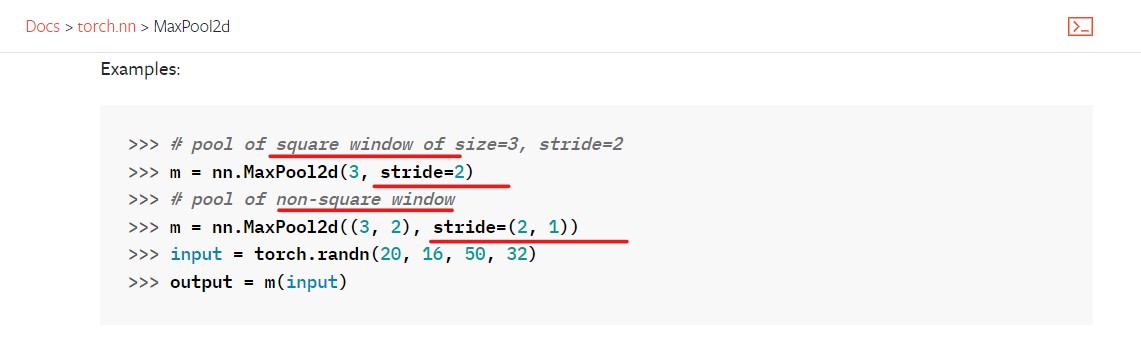 Docs > torch.nn > MaxPool2d
Examples:
>>> # pool of square window of size=3, stride=2
>>> m = nn.MaxPool2d(3, stride=2)
>>> # pool of non-square window
>>> m = nn.MaxPool2d((3, 2), stride=(2, 1))
>>> input = torch.randn(20, 16, 50, 32)
>>> output = m(input)